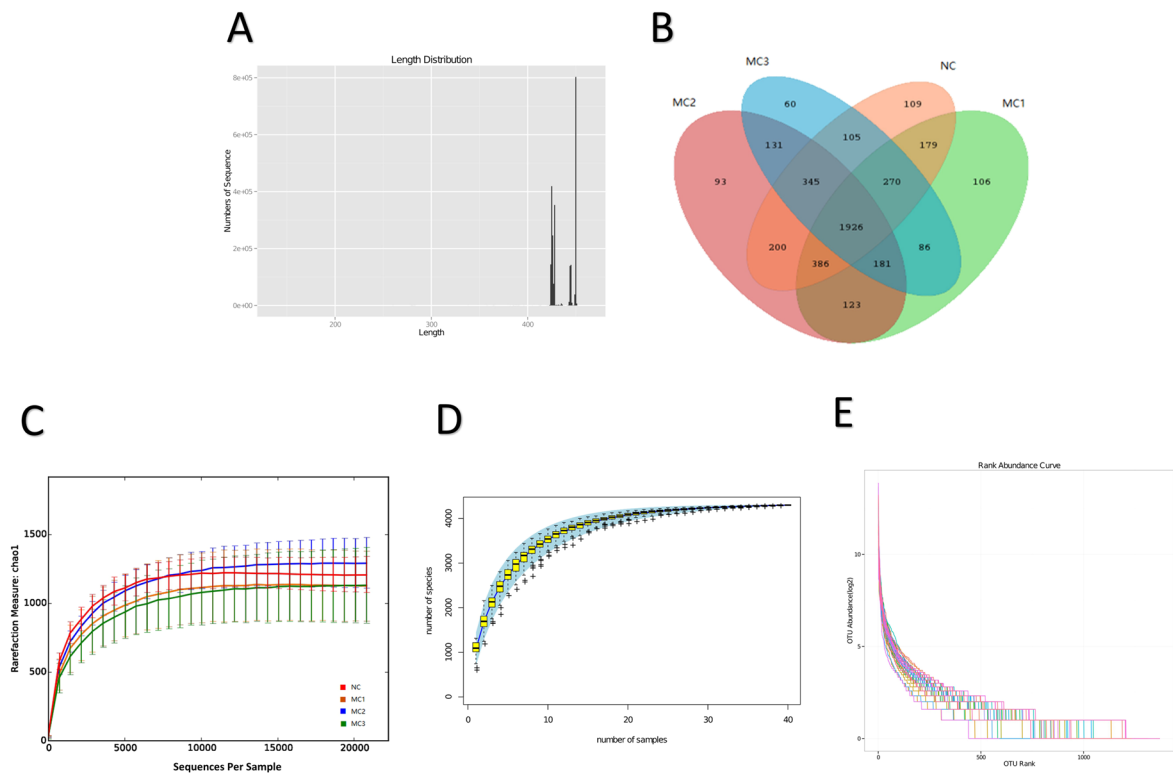 A
Length Distribution
8e+05
6e+05
4e+05
2e+05
0e+00
Numbers of Sequence
200
300
400
Length
B
MC3
NC
MC2
MC1
60
109
131
105
179
93
345
270
106
1926
200
386
181
86
123
C
1500
1000
500
0
Rarefaction Measure: chao1
NC
MC1
MC2
MC3
0
5000
10000
15000
20000
Sequences Per Sample
D
4000
3000
2000
1000
0
number of species
0
10
20
30
40
number of samples
E
Rank Abundance Curve
10
5
0
OTU Abundance(log2)
0
500
1000
OTU Rank